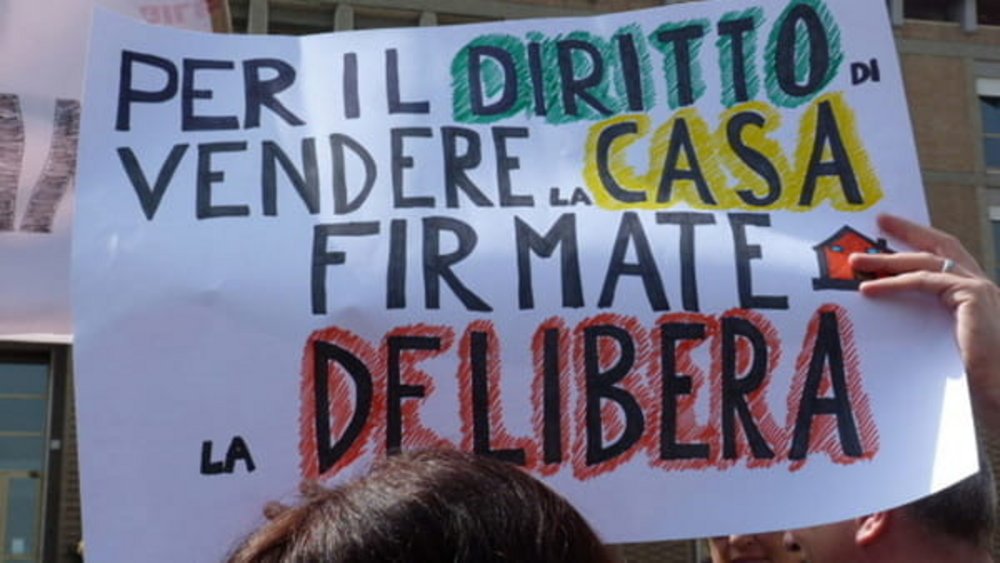 PER IL DIRITTO DI
VENDERE LA CASA
FIRMATE
LA DELIBERA